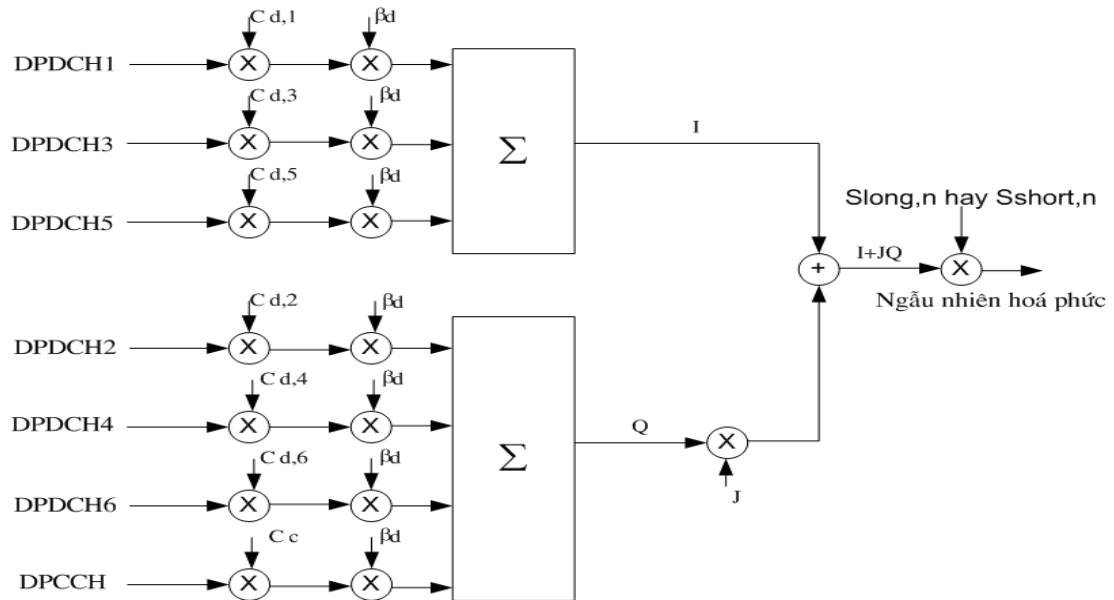 C d,1 βd
DPDCH1 X X
C d,3 βd
DPDCH3 X X Σ I
C d,5 βd
DPDCH5 X X
Slong,n hay Sshort,n
+ I+JQ X
Ngẫu nhiên hoá phức
C d,2 βd
DPDCH2 X X
C d,4 βd
DPDCH4 X X
Q X
Σ
C d,6 βd
J
DPDCH6 X X
C c βd
DPCCH X X